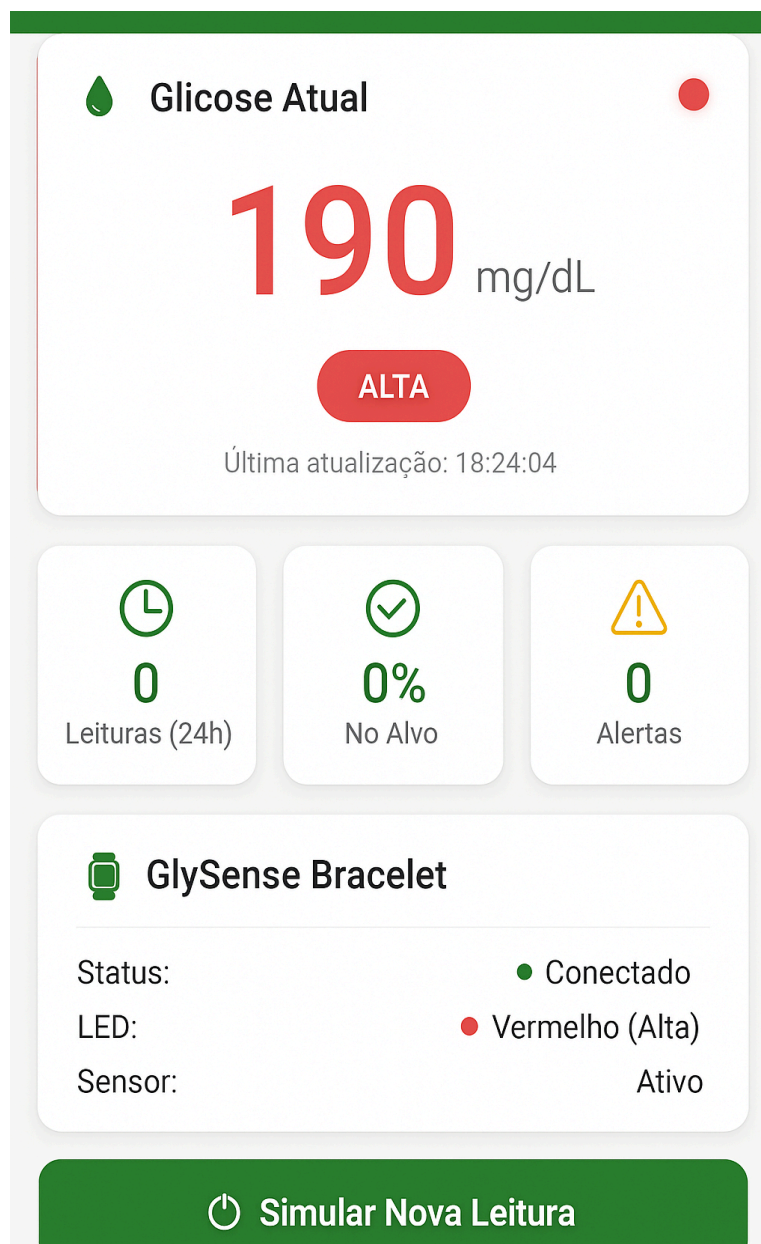 Glicose Atual
190 mg/dL
ALTA
Última atualização: 18:24:04
0
Leituras (24h)
0%
No Alvo
0
Alertas
GlySense Bracelet
Status: Conectado
LED: Vermelho (Alta)
Sensor: Ativo
Simular Nova Leitura